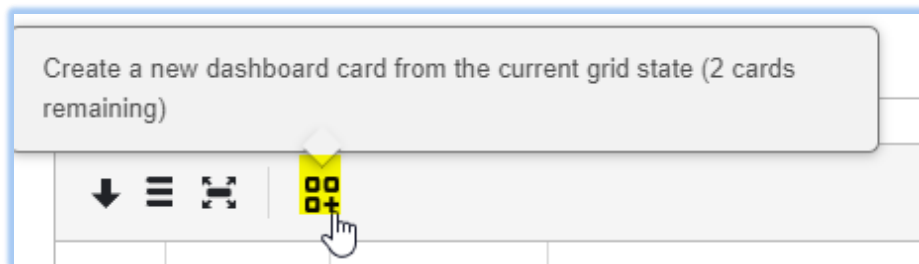 Create a new dashboard card from the current grid state (2 cards
remaining)